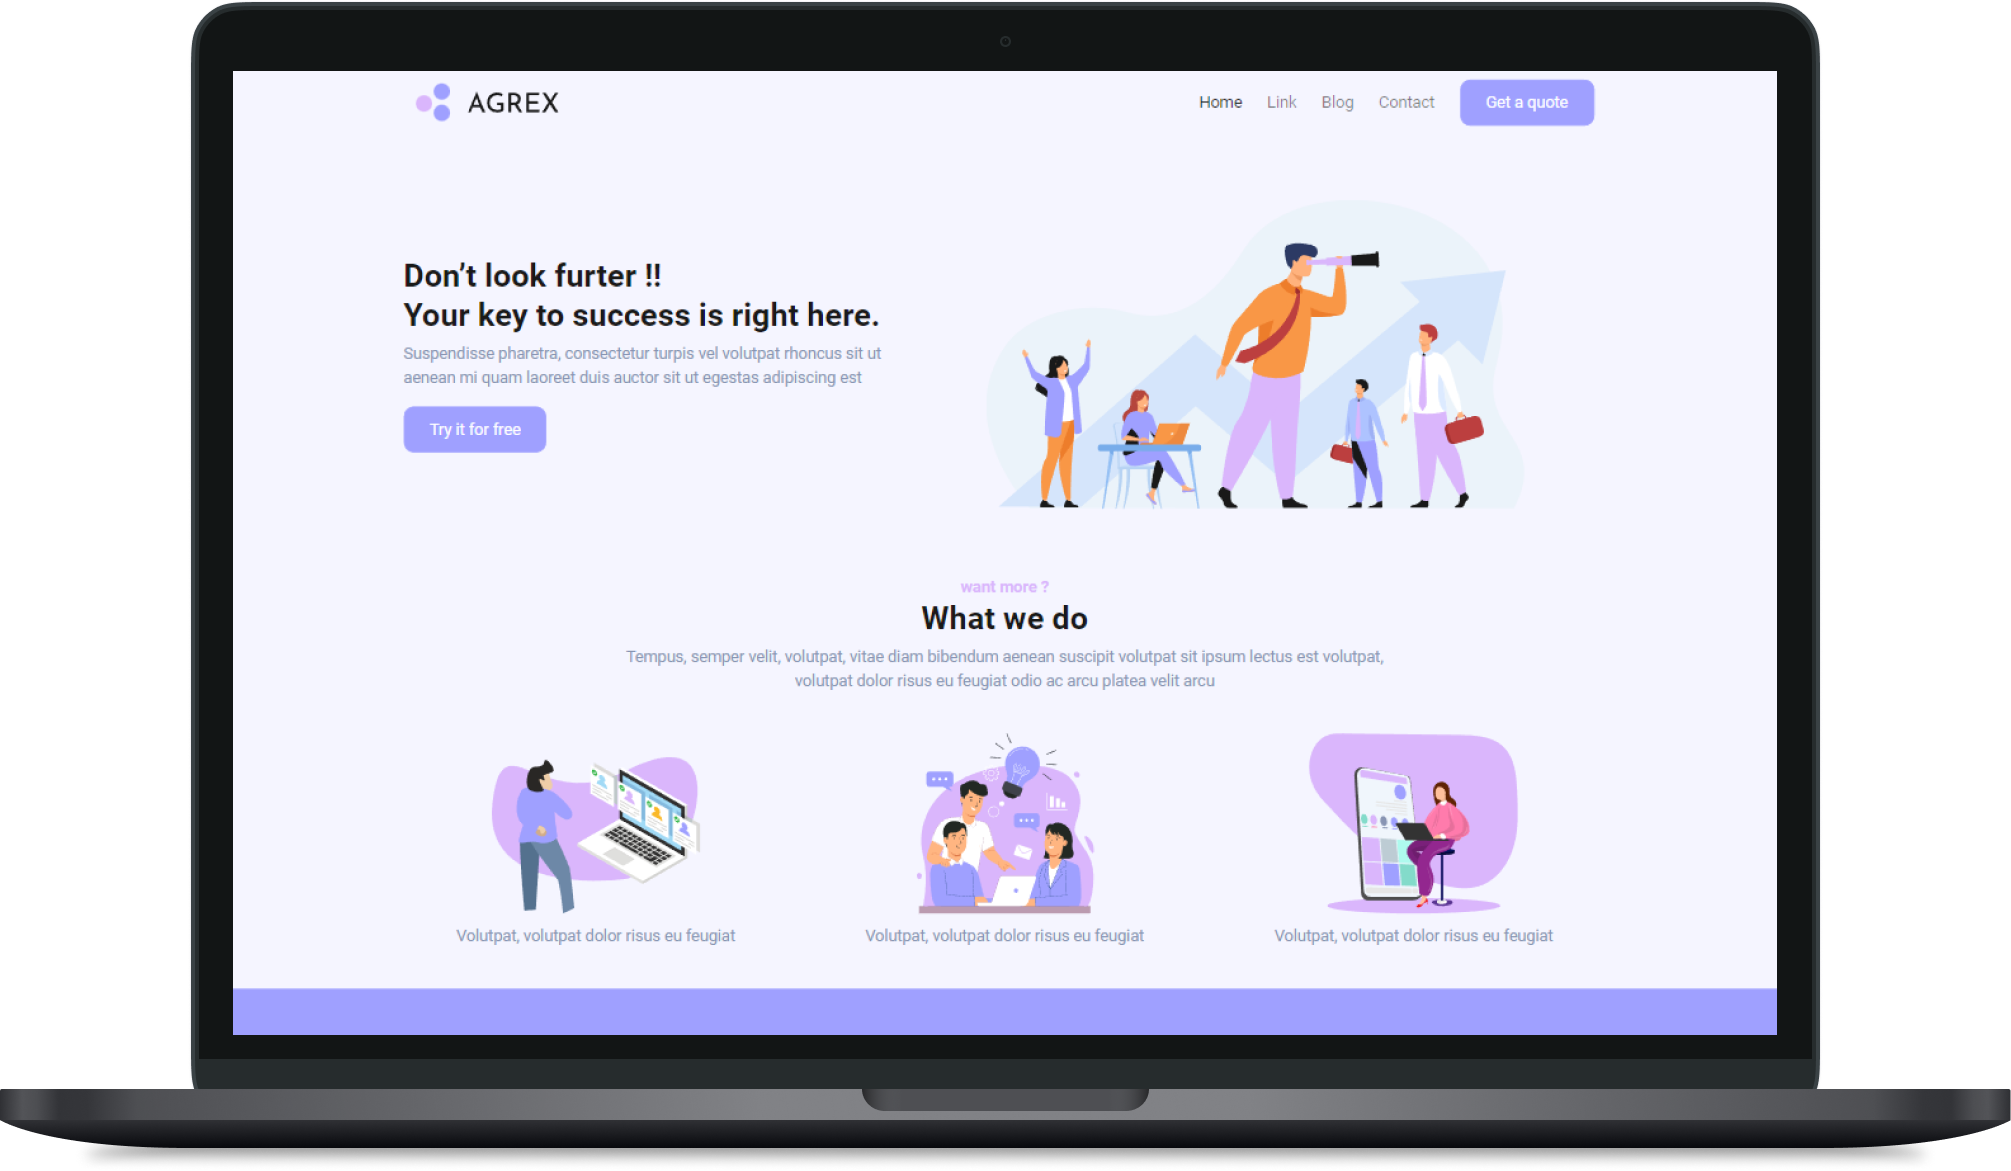 AGREX
Home Link Blog Contact Get a quote
Don’t look furter !!
Your key to success is right here.
Suspendisse pharetra, consectetur turpis vel volutpat rhoncus sit ut
aenean mi quam laoreet duis auctor sit ut egestas adipiscing est
Try it for free
want more ?
What we do
Tempus, semper velit, volutpat, vitae diam bibendum aenean suscipit volutpat sit ipsum lectus est volutpat,
volutpat dolor risus eu feugiat odio ac arcu platea velit arcu
Volutpat, volutpat dolor risus eu feugiat
Volutpat, volutpat dolor risus eu feugiat
Volutpat, volutpat dolor risus eu feugiat